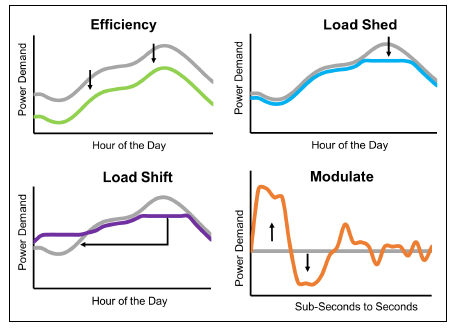 Efficiency
Power Demand
Hour of the Day
Load Shed
Power Demand
Hour of the Day
Load Shift
Power Demand
Hour of the Day
Modulate
Power Demand
Sub-Seconds to Seconds